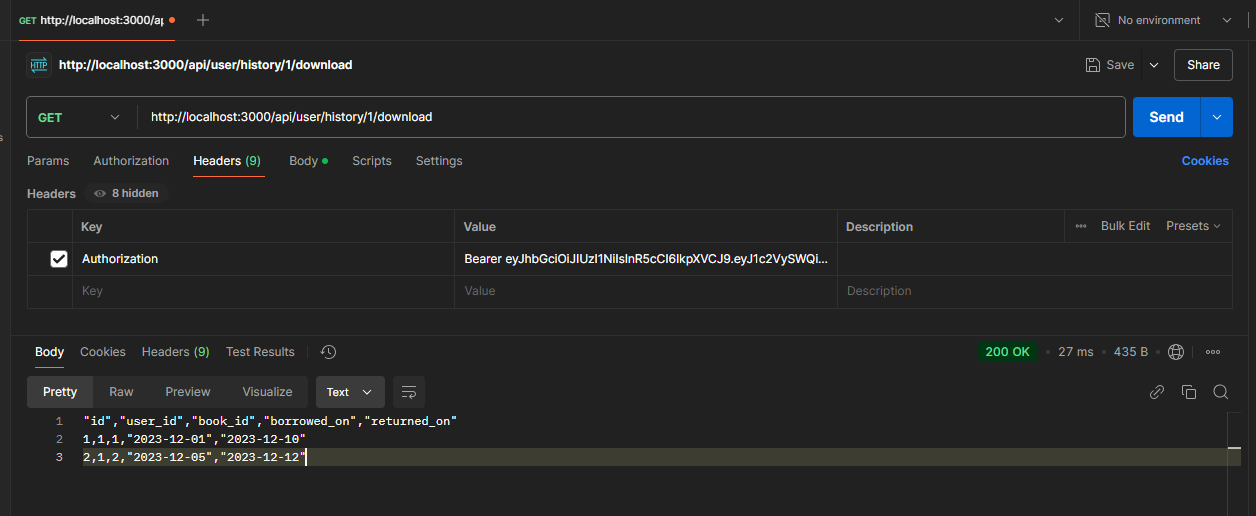 GET http://localhost:3000/a
No environment
HTTP http://localhost:3000/api/user/history/1/download
Save
Share
GET http://localhost:3000/api/user/history/1/download
Send
Params Authorization Headers (9) Body Scripts Settings Cookies
Headers 8 hidden
Key Value Description ••• Bulk Edit Presets
Authorization Bearer eyJhbGciOiJIUzI1NiIsInR5cCI6IkpXVCJ9.eyJ1c2VySWQi...
Key Value Description
Body Cookies Headers (9) Test Results 200 OK • 27 ms • 435 B •
Pretty Raw Preview Visualize Text
1 "id","user_id","book_id","borrowed_on","returned_on"
2 1,1,1,"2023-12-01","2023-12-10"
3 2,1,2,"2023-12-05","2023-12-12"